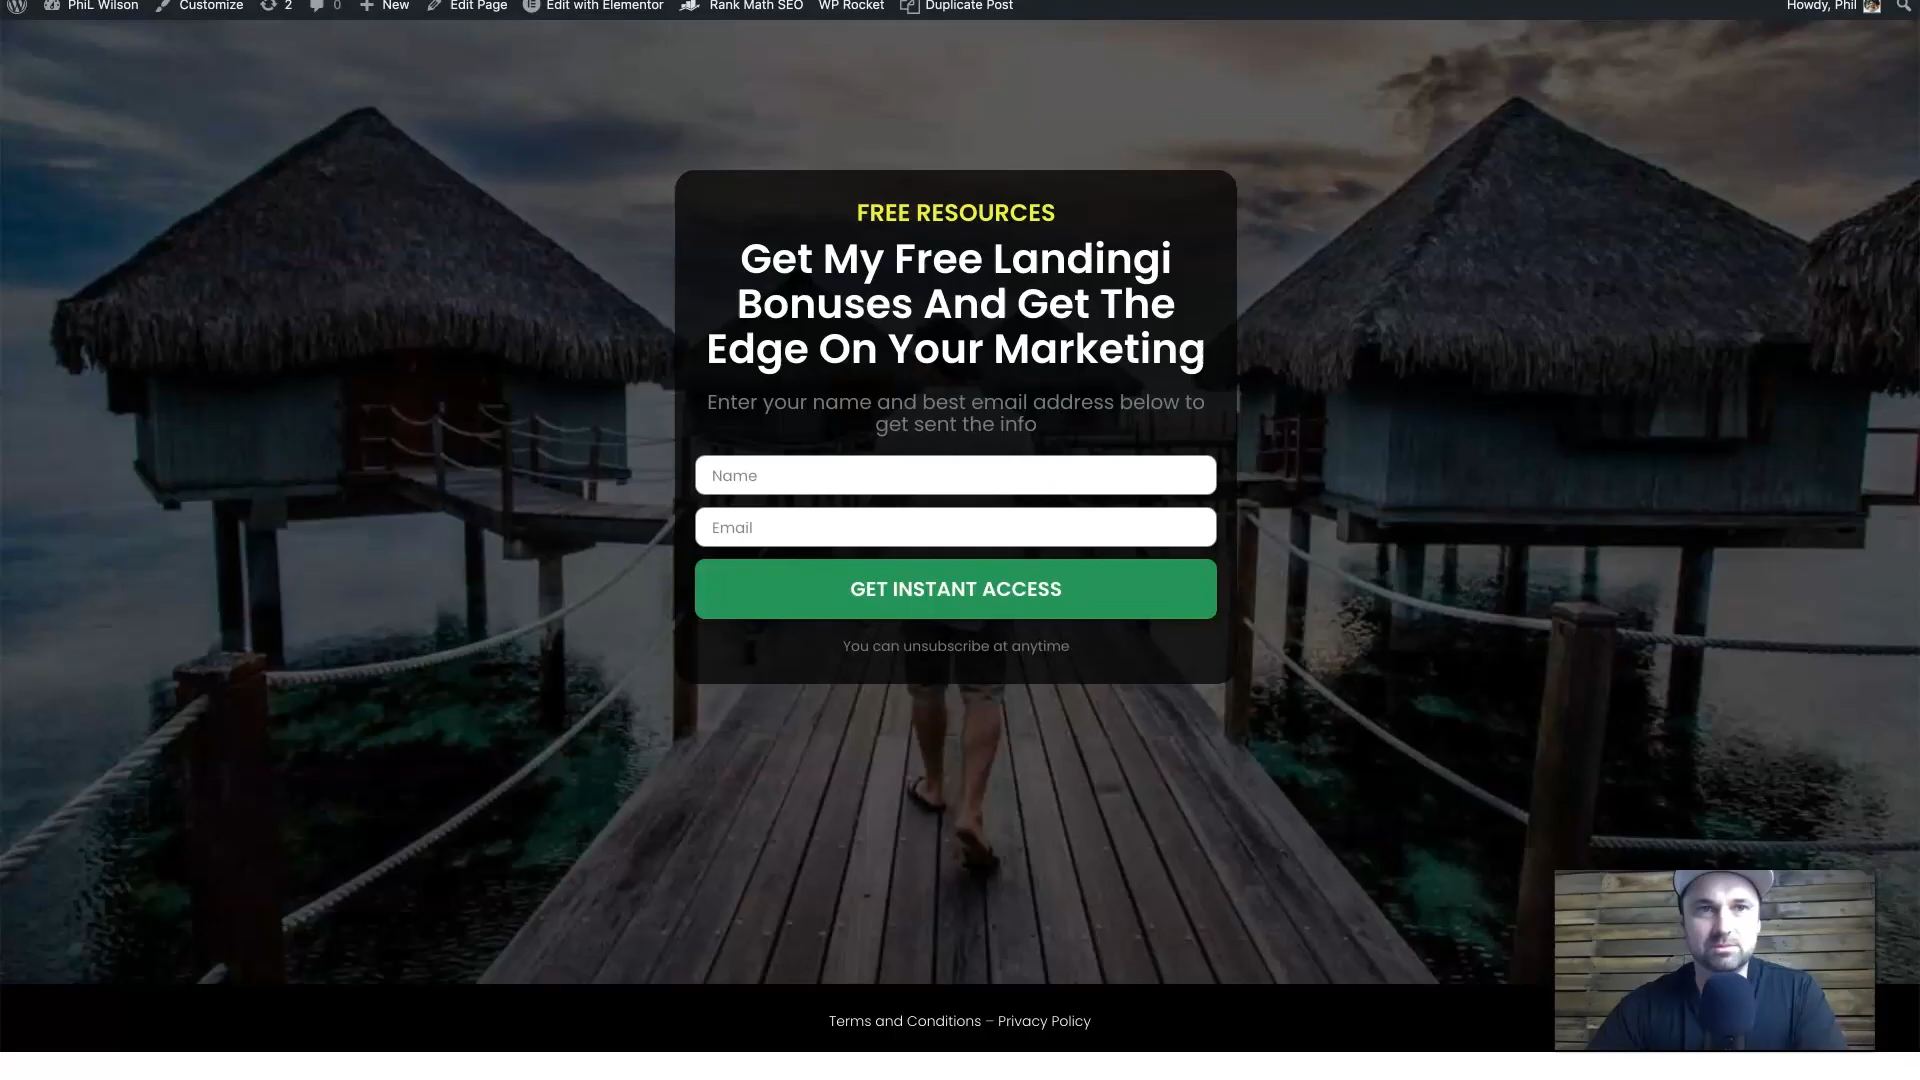 PhiL Wilson Customize 2 0 New Edit Page Edit with Elementor Rank Math SEO WP Rocket Duplicate Post Howdy, Phil
FREE RESOURCES
Get My Free Landingi
Bonuses And Get The
Edge On Your Marketing
Enter your name and best email address below to
get sent the info
Name
Email
GET INSTANT ACCESS
You can unsubscribe at anytime
Terms and Conditions – Privacy Policy